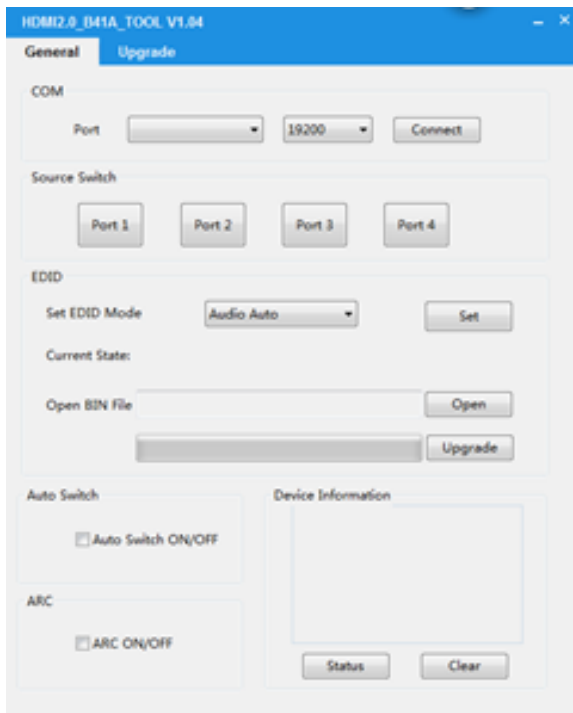 HDMI2.0_B41A_TOOL V1.04
General Upgrade
COM
Port 19200 Connect
Source Switch
Port 1 Port 2 Port 3 Port 4
EDID
Set EDID Mode Audio Auto Set
Current State:
Open BIN File Open
Upgrade
Auto Switch
Auto Switch ON/OFF
ARC
ARC ON/OFF
Device Information
Status Clear